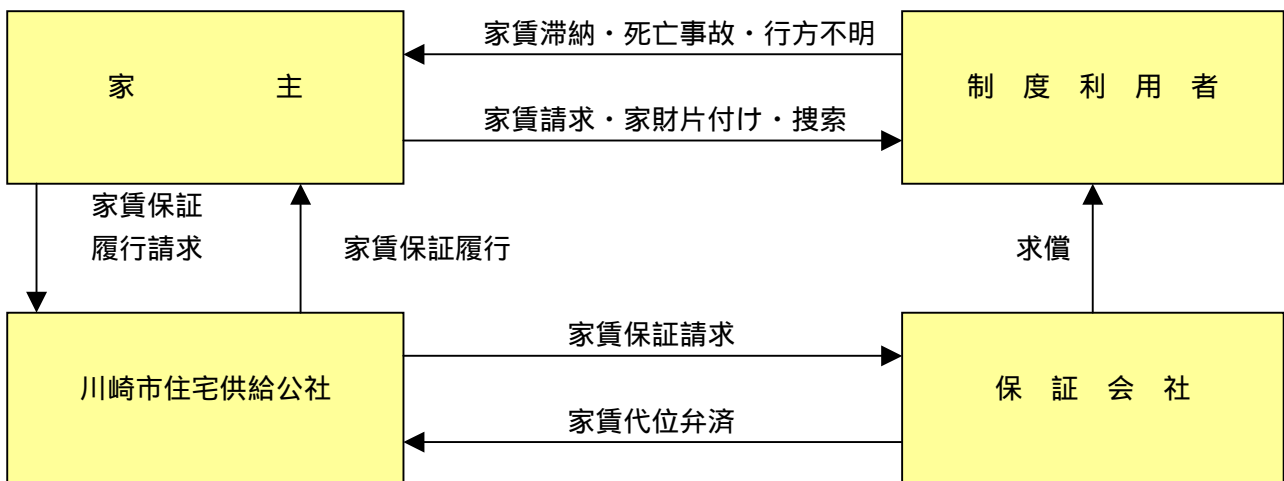 家賃滞納・死亡事故・行方不明
家　　　　　主
制　度　利　用　者
家賃請求・家財片付け・捜索
家賃保証
履行請求
家賃保証履行
求償
家賃保証請求
川崎市住宅供給公社
保　証　会　社
家賃代位弁済